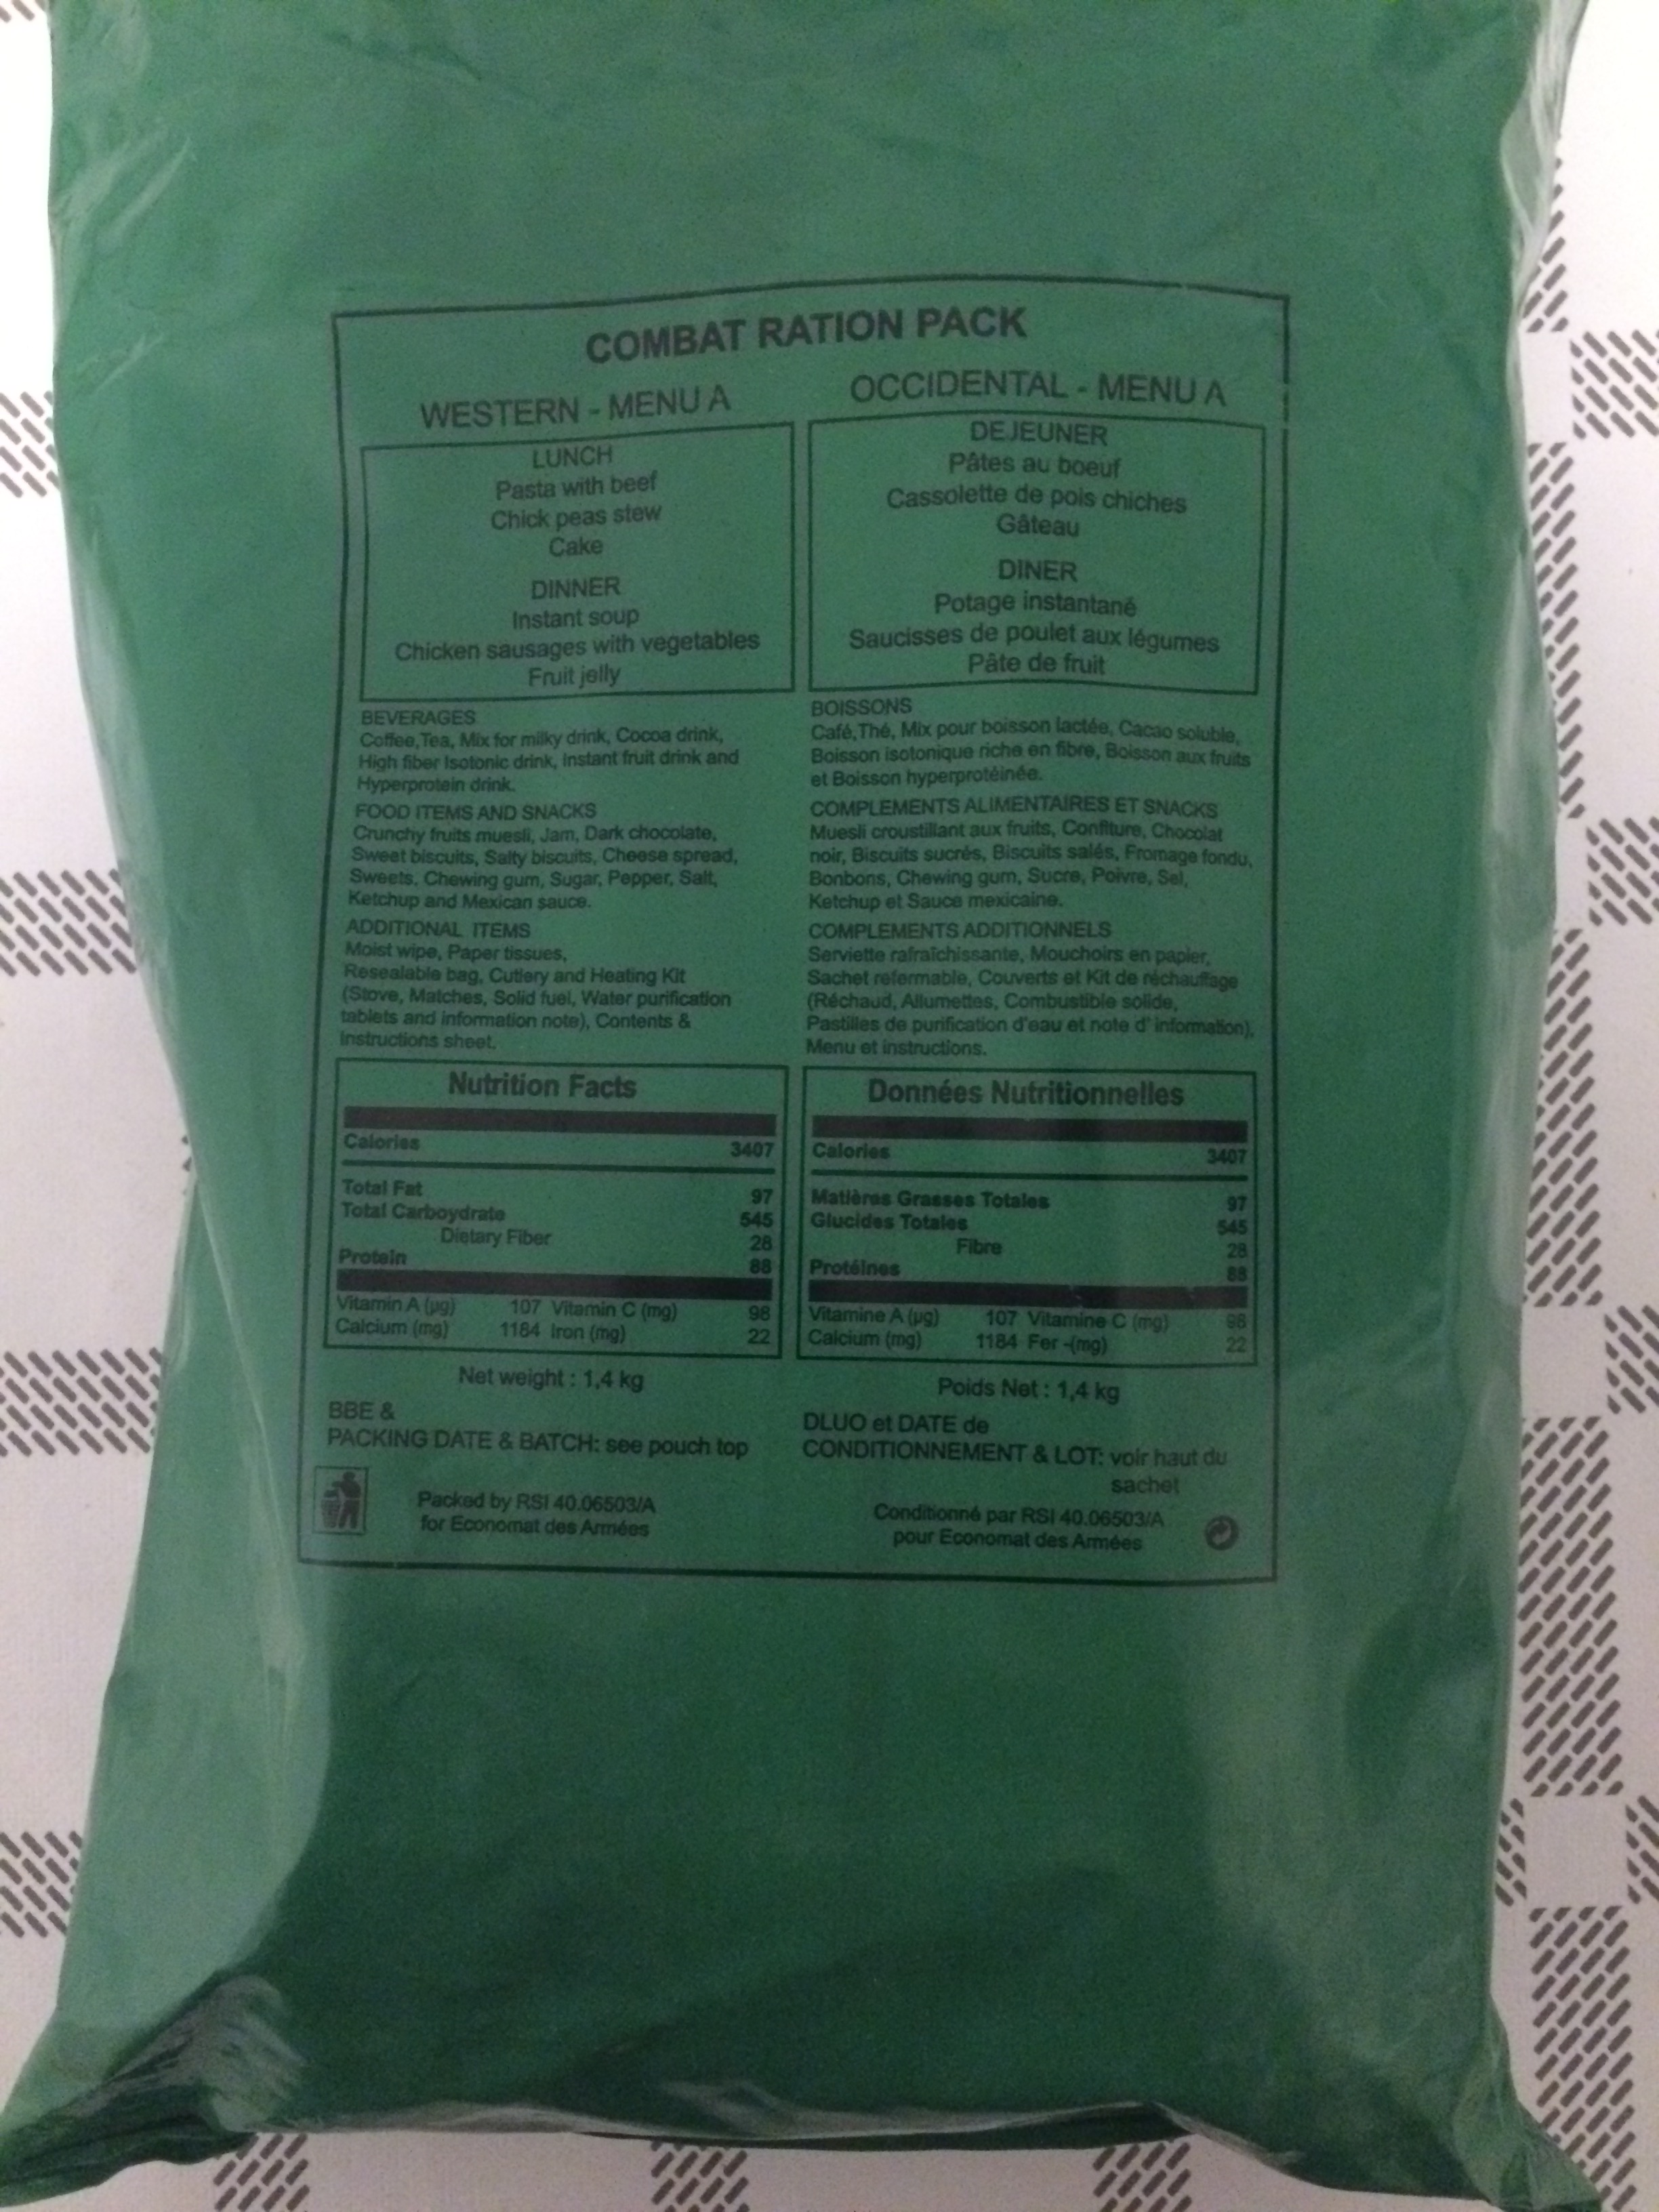 COMBAT RATION PACK
WESTERN - MENU A
LUNCH
Pasta with beef
Chick peas stew
Cake
DINNER
Instant soup
Chicken sausages with vegetables
Fruit jelly
BEVERAGES
Coffee, Tea, Mix for milky drink, Cocoa drink,
High fiber Isotonic drink, Instant fruit drink and
Hyperprotein drink.
FOOD ITEMS AND SNACKS
Crunchy fruits muesli, Jam, Dark chocolate,
Sweet biscuits, Salty biscuits, Cheese spread,
Sweets, Chewing gum, Sugar, Pepper, Salt,
Ketchup and Mexican sauce.
ADDITIONAL ITEMS
Moist wipe, Paper tissues,
Resealable bag, Cutlery and Heating Kit
(Stove, Matches, Solid fuel, Water purification
tablets and information note), Contents &
Instructions sheet.
Nutrition Facts
Calories 3407
Total Fat 97
Total Carboydrate 545
Dietary Fiber 28
Protein 88
Vitamin A (µg) 107 Vitamin C (mg) 98
Calcium (mg) 1184 Iron (mg) 22
Net weight : 1,4 kg
BBE &
PACKING DATE & BATCH: see pouch top
Packed by RSI 40.06503/A
for Economat des Armées
OCCIDENTAL - MENU A
DEJEUNER
Pâtes au boeuf
Cassolette de pois chiches
Gâteau
DINER
Potage instantané
Saucisses de poulet aux légumes
Pâte de fruit
BOISSONS
Café, Thé, Mix pour boisson lactée, Cacao soluble,
Boisson isotonique riche en fibre, Boisson aux fruits
et Boisson hyperprotéinée.
COMPLEMENTS ALIMENTAIRES ET SNACKS
Muesli croustillant aux fruits, Confiture, Chocolat
noir, Biscuits sucrés, Biscuits salés, Fromage fondu,
Bonbons, Chewing gum, Sucre, Poivre, Sel,
Ketchup et Sauce mexicaine.
COMPLEMENTS ADDITIONNELS
Serviette rafraîchissante, Mouchoirs en papier,
Sachet refermable, Couverts et Kit de réchauffage
(Réchaud, Allumettes, Combustible solide,
Pastilles de purification d'eau et note d' information),
Menu et instructions.
Données Nutritionnelles
Calories 3407
Matières Grasses Totales 97
Glucides Totales 545
Fibre 28
Protéines 88
Vitamine A (µg) 107 Vitamine C (mg) 98
Calcium (mg) 1184 Fer -(mg) 22
Poids Net : 1,4 kg
DLUO et DATE de
CONDITIONNEMENT & LOT: voir haut du
sachet
Conditionné par RSI 40.06503/A
pour Economat des Armées